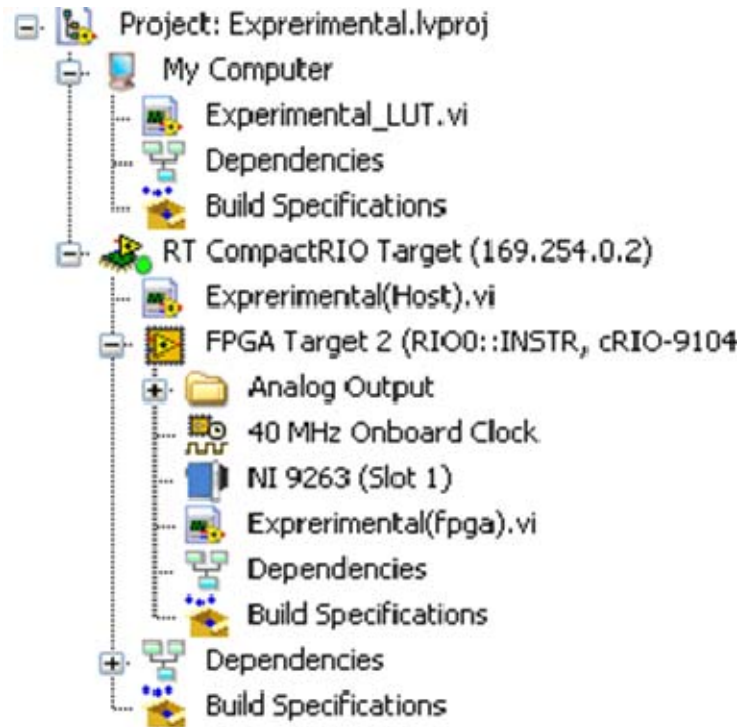 Project: Exprerimental.lvproj
My Computer
Experimental_LUT.vi
Dependencies
Build Specifications
RT CompactRIO Target (169.254.0.2)
Exprerimental(Host).vi
FPGA Target 2 (RIO0::INSTR, cRIO-9104
Analog Output
40 MHz Onboard Clock
NI 9263 (Slot 1)
Exprerimental(fpga).vi
Dependencies
Build Specifications
Dependencies
Build Specifications